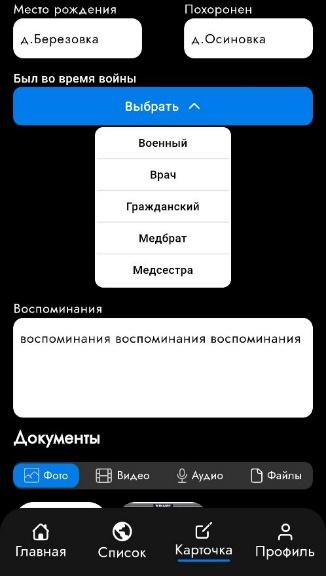 Место рождения Похоронен
д.Березовка д.Осиновка
Был во время войны
Выбрать
Военный
Врач
Гражданский
Медбрат
Медсестра
Воспоминания
воспоминания воспоминания воспоминания
Документы
Фото Видео Аудио Файлы
Главная Список Карточка Профиль